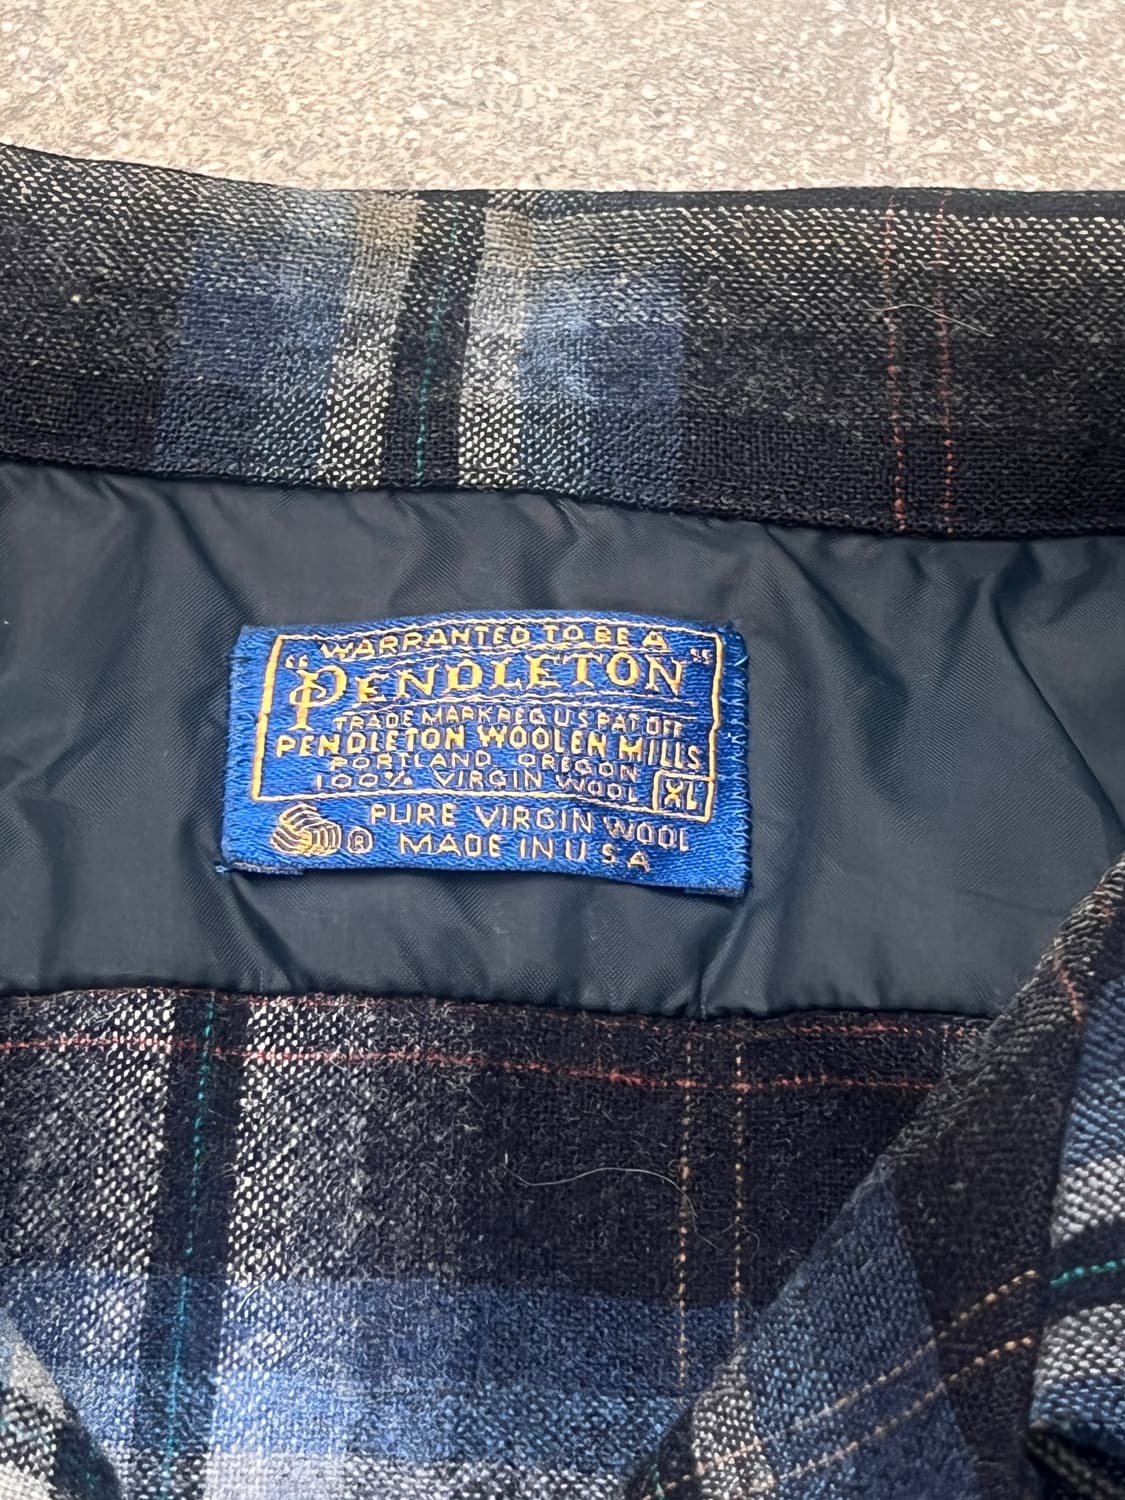 WARRANTED TO BE A
"PENDLETON"
TRADE MARK REG U S PAT OFF
PENDLETON WOOLEN MILLS
PORTLAND, OREGON
100% VIRGIN WOOL XL
PURE VIRGIN WOOL
® MADE IN U S A